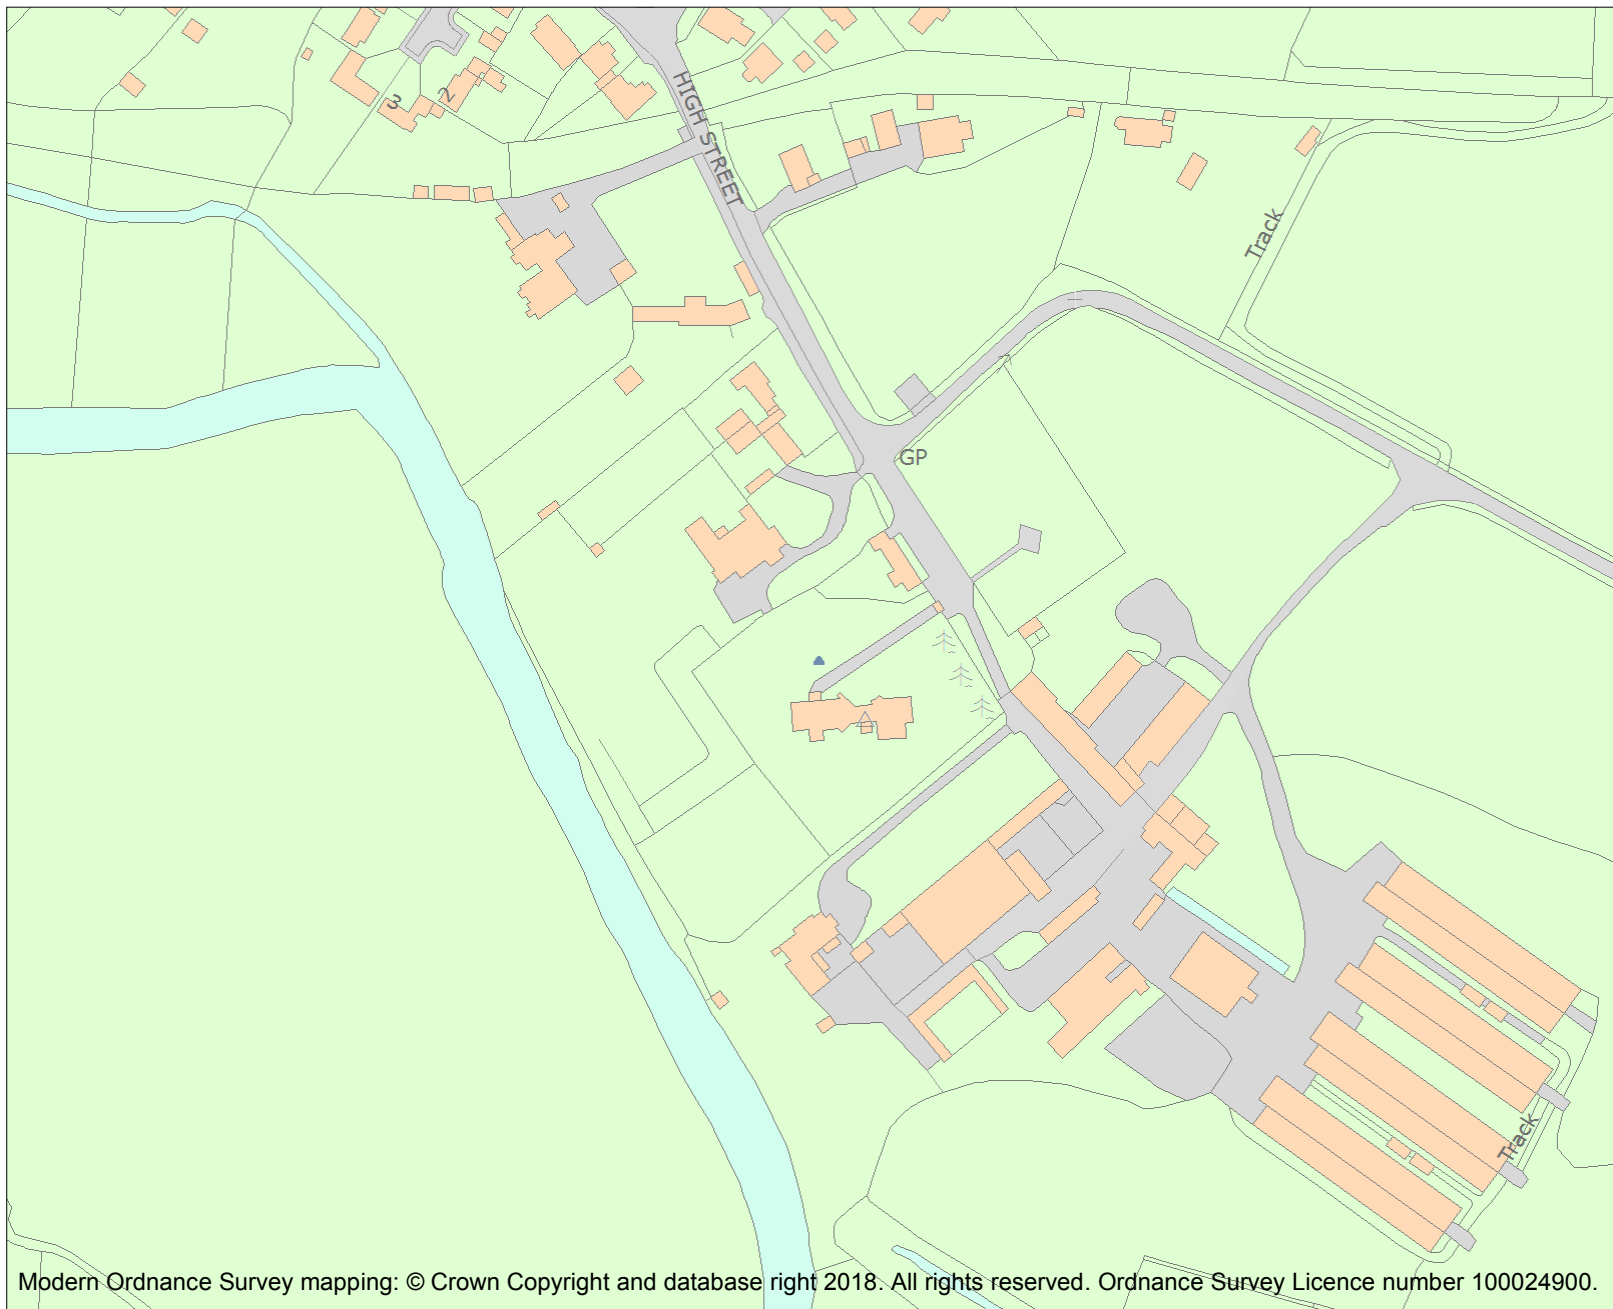 3
2
HIGH STREET
Track
GP
Track
Modern Ordnance Survey mapping: © Crown Copyright and database right 2018. All rights reserved. Ordnance Survey Licence number 100024900.